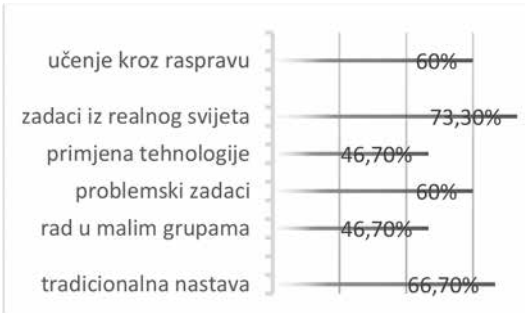 učenje kroz raspravu 60%
zadaci iz realnog svijeta 73,30%
primjena tehnologije 46,70%
problemski zadaci 60%
rad u malim grupama 46,70%
tradicionalna nastava 66,70%